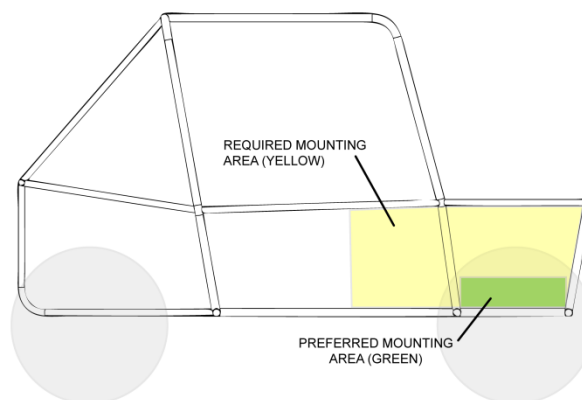 REQUIRED MOUNTING
AREA (YELLOW)
PREFERRED MOUNTING
AREA (GREEN)